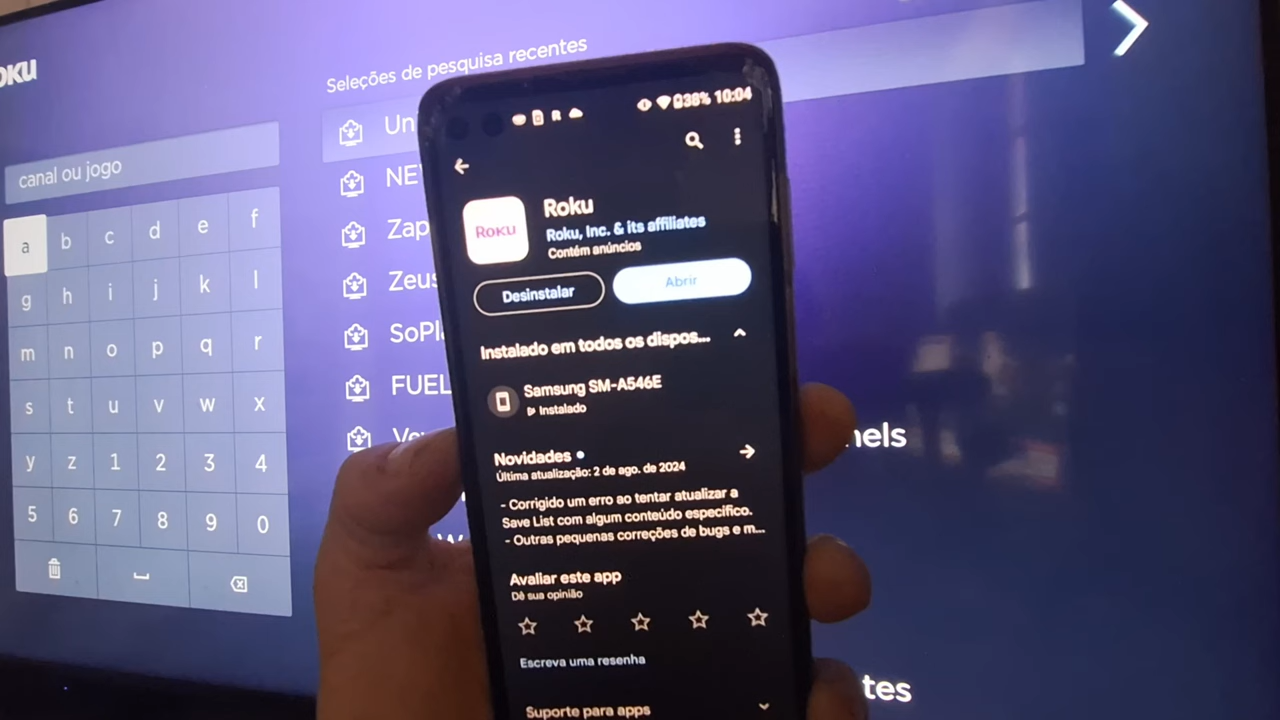 Seleções de pesquisa recentes
canal ou jogo
a b c d e f
g h i j k l
m n o p q r
s t u v w x
y z 1 2 3 4
5 6 7 8 9 0
Un
NE
Zap
Zeus
SoPl
FUEL
nels
tes
38% 10:04
Roku
Roku
Roku, Inc. & its affiliates
Contém anúncios
Desinstalar
Abrir
Instalado em todos os dispos...
Samsung SM-A546E
Instalado
Novidades
Última atualização: 2 de ago. de 2024
- Corrigido um erro ao tentar atualizar a
Save List com algum conteúdo específico.
- Outras pequenas correções de bugs e m...
Avaliar este app
Dê sua opinião
Escreva uma resenha
Suporte para apps